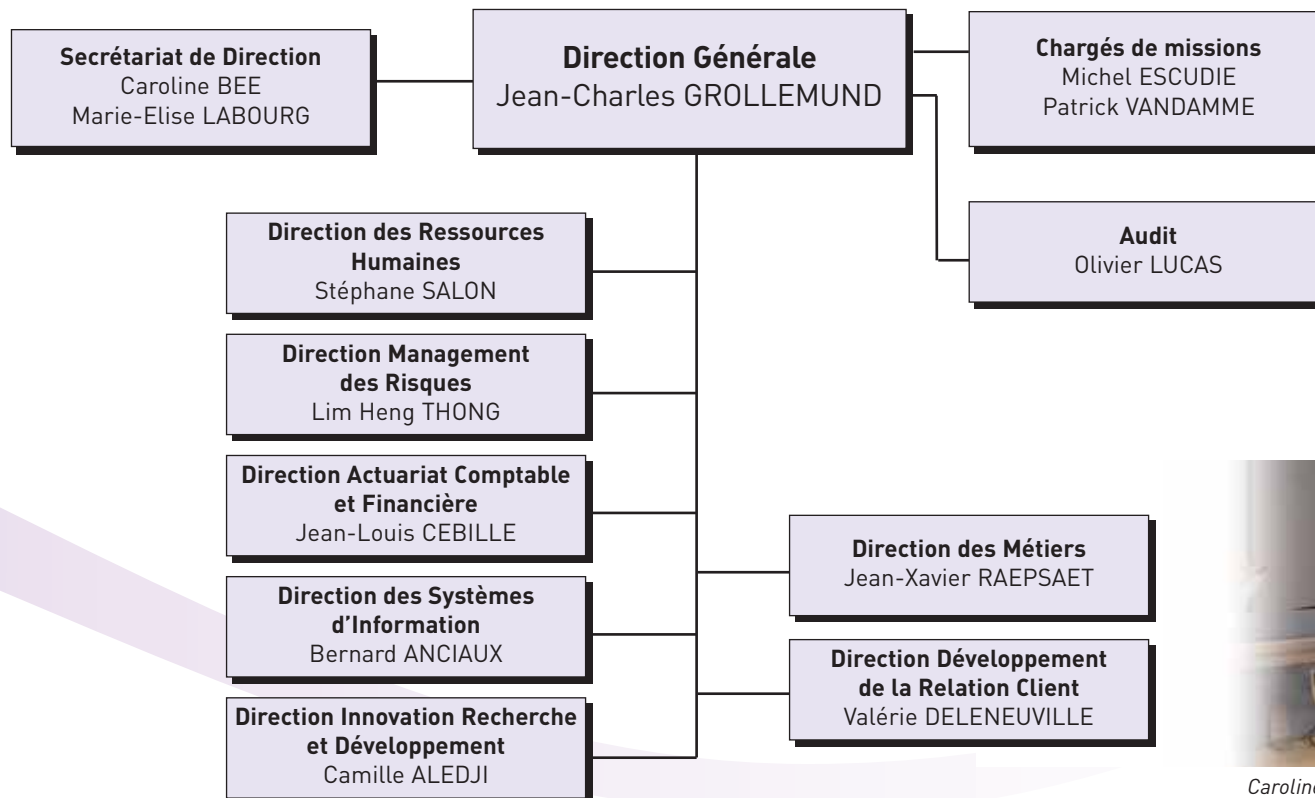 Secrétariat de Direction
Caroline BEE
Marie-Elise LABOURG
Direction Générale
Jean-Charles GROLLEMUND
Chargés de missions
Michel ESCUDIE
Patrick VANDAMME
Audit
Olivier LUCAS
Direction des Ressources
Humaines
Stéphane SALON
Direction Management
des Risques
Lim Heng THONG
Direction Actuariat Comptable
et Financière
Jean-Louis CEBILLE
Direction des Systèmes
d'Information
Bernard ANCIAUX
Direction Innovation Recherche
et Développement
Camille ALEDJI
Direction des Métiers
Jean-Xavier RAEPSAET
Direction Développement
de la Relation Client
Valérie DELENEUVILLE